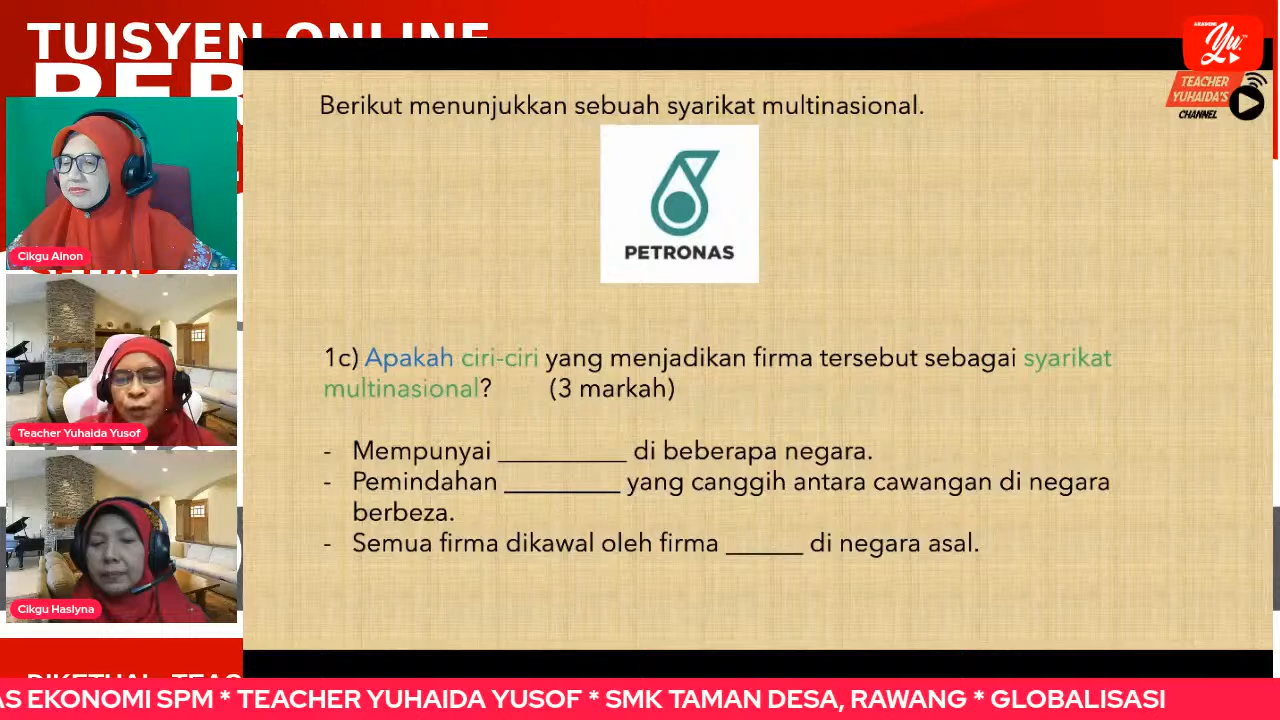 TUISYEN ONLINE
Yu.
TEACHER
YUHAIDA'S
CHANNEL
Berikut menunjukkan sebuah syarikat multinasional.
PETRONAS
Cikgu Ainon
Teacher Yuhaida Yusof
Cikgu Haslyna
1c) Apakah ciri-ciri yang menjadikan firma tersebut sebagai syarikat
multinasional? (3 markah)
- Mempunyai __________ di beberapa negara.
- Pemindahan _________ yang canggih antara cawangan di negara
berbeza.
- Semua firma dikawal oleh firma ______ di negara asal.
AS EKONOMI SPM * TEACHER YUHAIDA YUSOF * SMK TAMAN DESA, RAWANG * GLOBALISASI